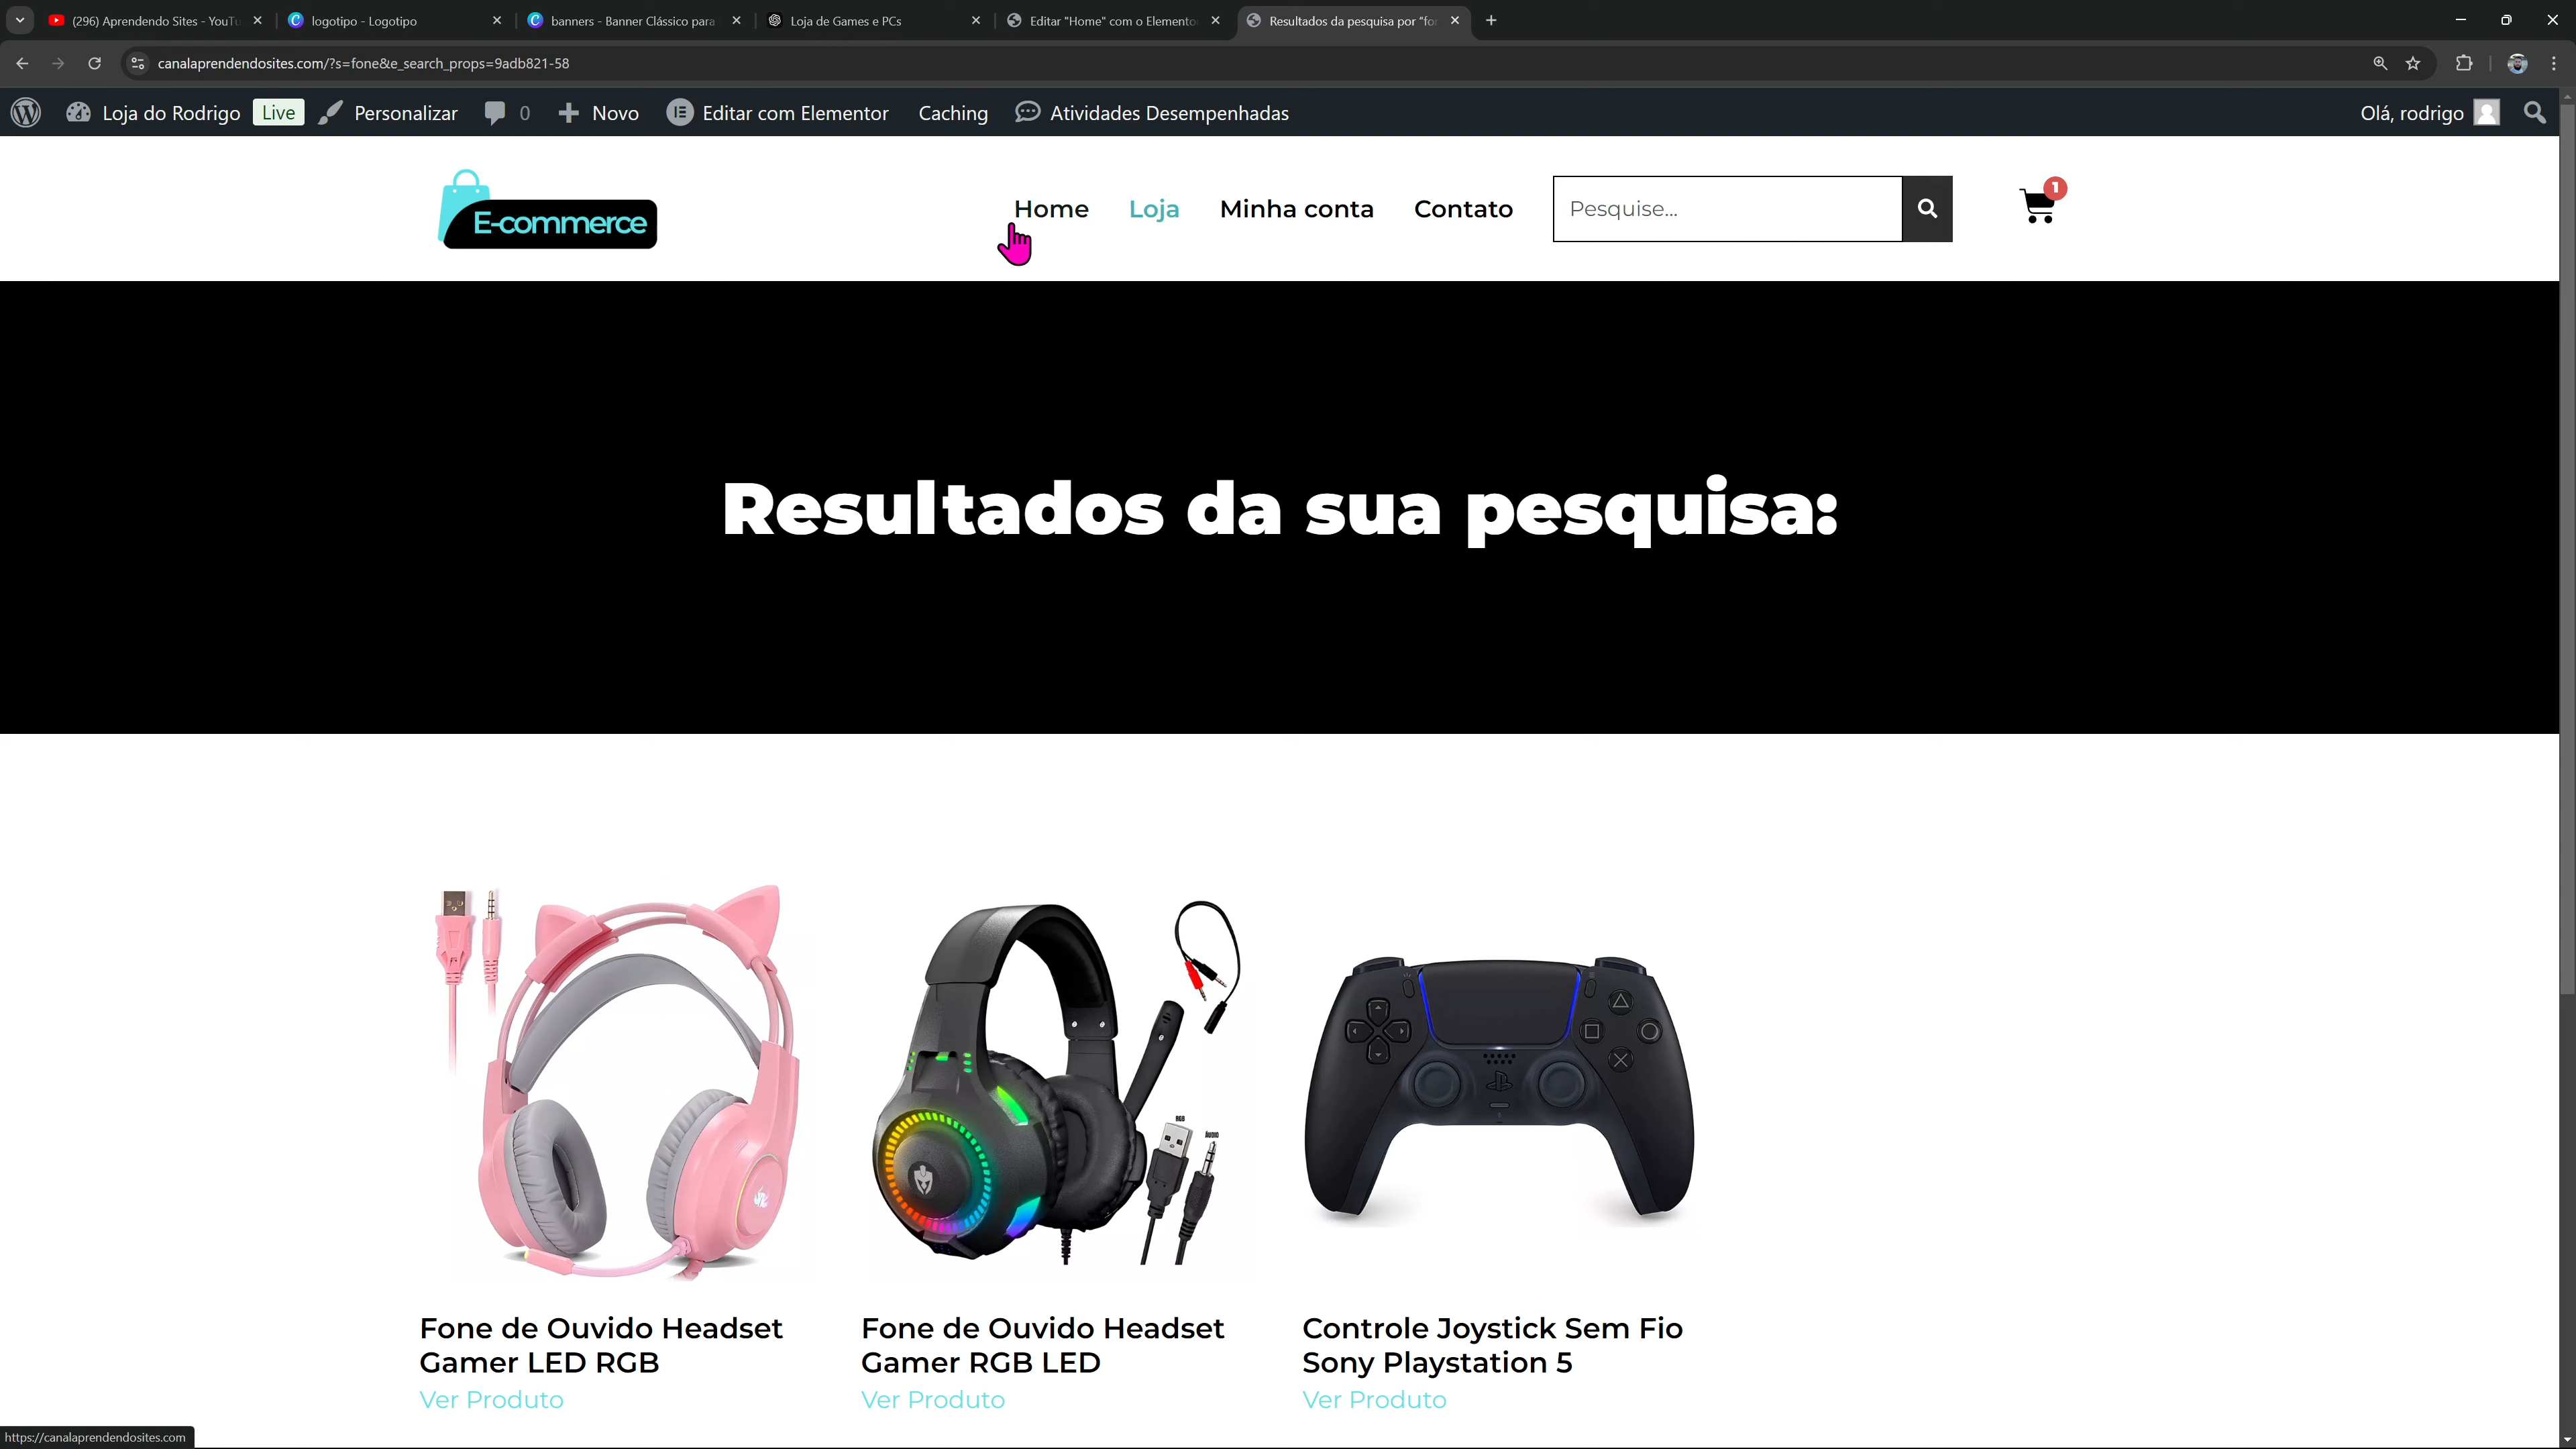 (296) Aprendendo Sites - YouTu
logotipo - Logotipo
banners - Banner Clássico para
Loja de Games e PCs
Editar "Home" com o Elemento
Resultados da pesquisa por "fo
canalaprendendosites.com/?s=fone&e_search_props=9adb821-58
Loja do Rodrigo
Live
Personalizar
0
Novo
Editar com Elementor
Caching
Atividades Desempenhadas
Olá, rodrigo
E-commerce
Home
Loja
Minha conta
Contato
Pesquise...
1
Resultados da sua pesquisa:
RGB
ÁUDIO
Fone de Ouvido Headset
Gamer LED RGB
Ver Produto
Fone de Ouvido Headset
Gamer RGB LED
Ver Produto
Controle Joystick Sem Fio
Sony Playstation 5
Ver Produto
https://canalaprendendosites.com